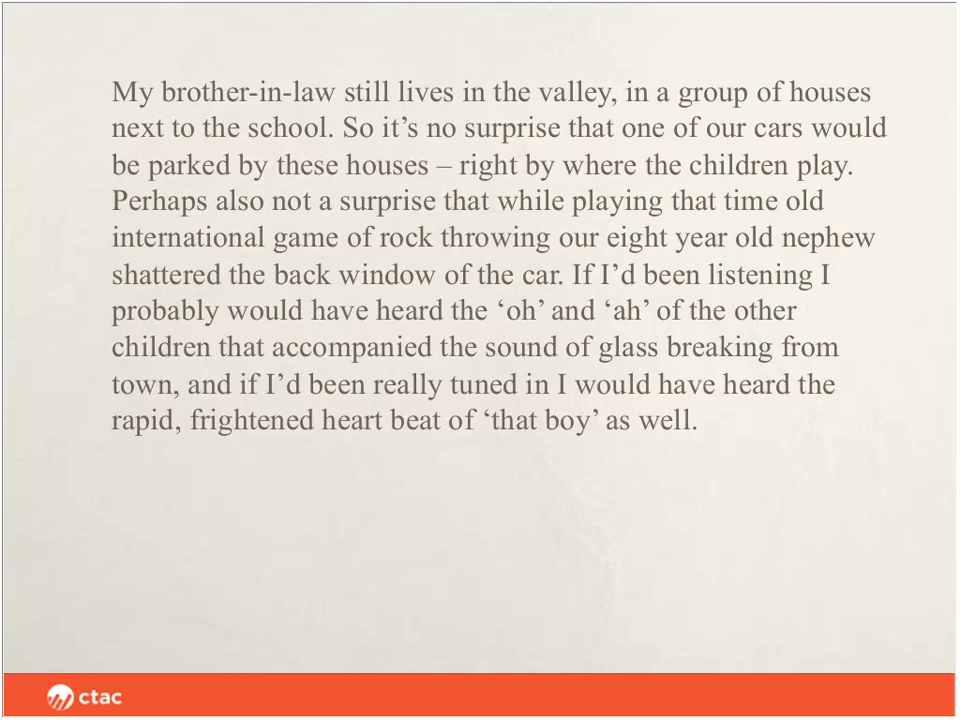 My brother-in-law still lives in the valley, in a group of houses
next to the school. So it’s no surprise that one of our cars would
be parked by these houses – right by where the children play.
Perhaps also not a surprise that while playing that time old
international game of rock throwing our eight year old nephew
shattered the back window of the car. If I’d been listening I
probably would have heard the ‘oh’ and ‘ah’ of the other
children that accompanied the sound of glass breaking from
town, and if I’d been really tuned in I would have heard the
rapid, frightened heart beat of ‘that boy’ as well.
ctac